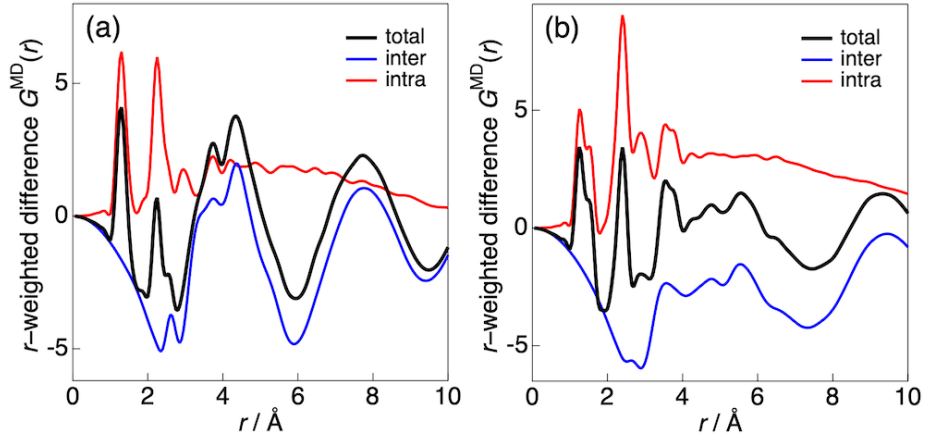 (a)
total
inter
intra
r–weighted difference G^MD(r)
5
0
-5
0 2 4 6 8 10
r / Å
(b)
total
inter
intra
r–weighted difference G^MD(r)
5
0
-5
0 2 4 6 8 10
r / Å